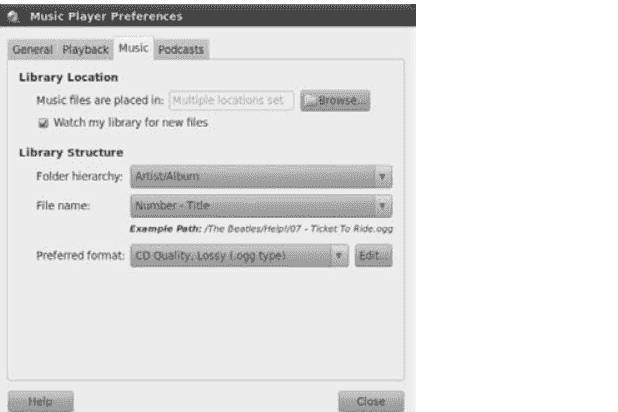 Music Player Preferences
General Playback Music Podcasts
Library Location
Music files are placed in: Multiple locations set Browse...
Watch my library for new files
Library Structure
Folder hierarchy: Artist/Album
File name: Number - Title
Example Path: /The Beatles/Help!/07 - Ticket To Ride.ogg
Preferred format: CD Quality, Lossy (.ogg type) Edit...
Help Close